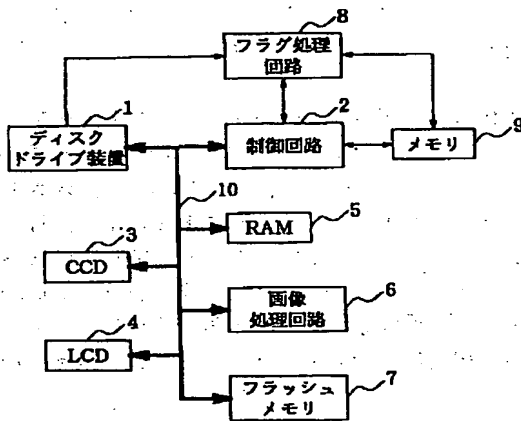 8
フラグ処理
回路
1
ディスク
ドライブ装置
2
制御回路
メモリ
9
10
5
RAM
3
CCD
6
画像
処理回路
4
LCD
7
フラッシュ
メモリ